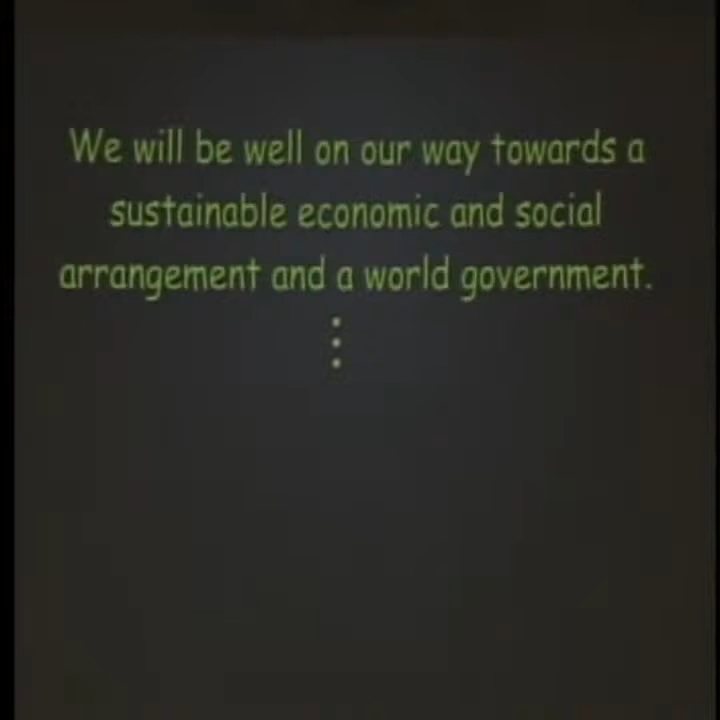 We will be well on our way towards a
sustainable economic and social
arrangement and a world government.
⋮